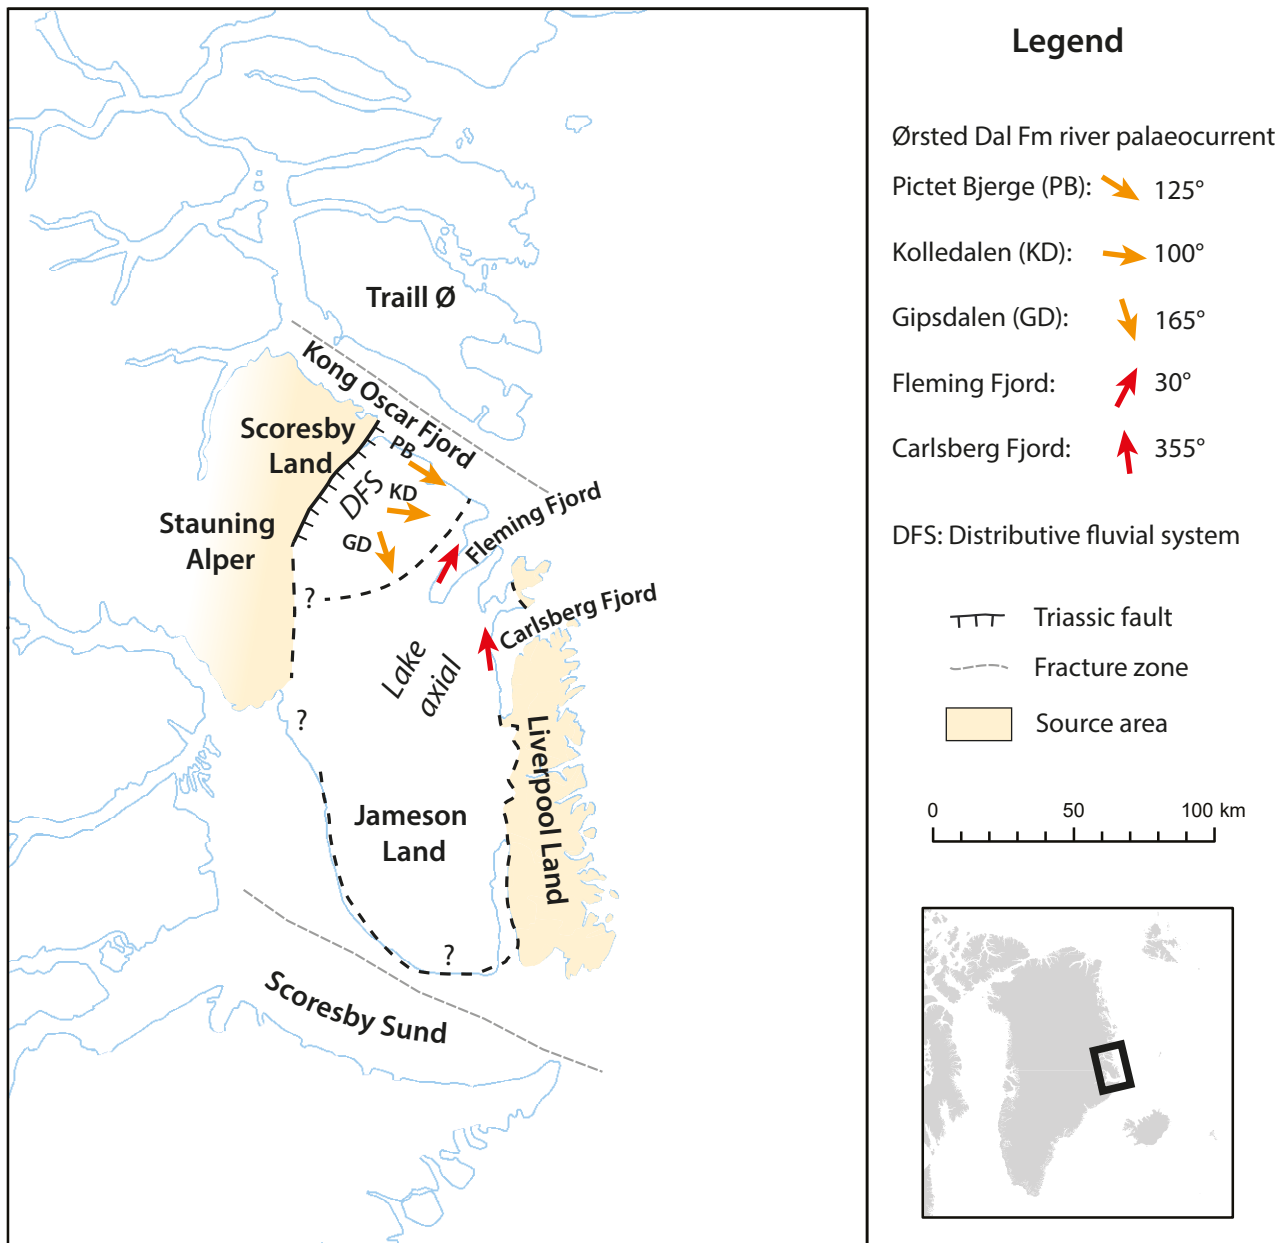 Traill Ø
Kong Oscar Fjord
Scoresby
Land
PB
DFS
KD
GD
Stauning
Alper
Fleming Fjord
?
Carlsberg Fjord
Lake
axial
?
Liverpool Land
Jameson
Land
?
Scoresby Sund
Legend
Ørsted Dal Fm river palaeocurrent
Pictet Bjerge (PB): 125°
Kolledalen (KD): 100°
Gipsdalen (GD): 165°
Fleming Fjord: 30°
Carlsberg Fjord: 355°
DFS: Distributive fluvial system
Triassic fault
Fracture zone
Source area
0 50 100 km